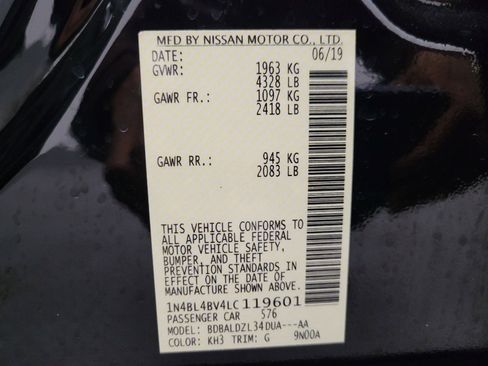 MFD BY NISSAN MOTOR CO., LTD.
DATE: 06/19
GVWR: 1963 KG
4328 LB
GAWR FR.: 1097 KG
2418 LB
GAWR RR.: 945 KG
2083 LB
THIS VEHICLE CONFORMS TO
ALL APPLICABLE FEDERAL
MOTOR VEHICLE SAFETY,
BUMPER, AND THEFT
PREVENTION STANDARDS IN
EFFECT ON THE DATE OF
MANUFACTURE SHOWN ABOVE.
1N4BL4BV4LC119601
PASSENGER CAR 576
MODEL: BDBALDZL34DUA---AA
COLOR: KH3 TRIM: G 9N00A